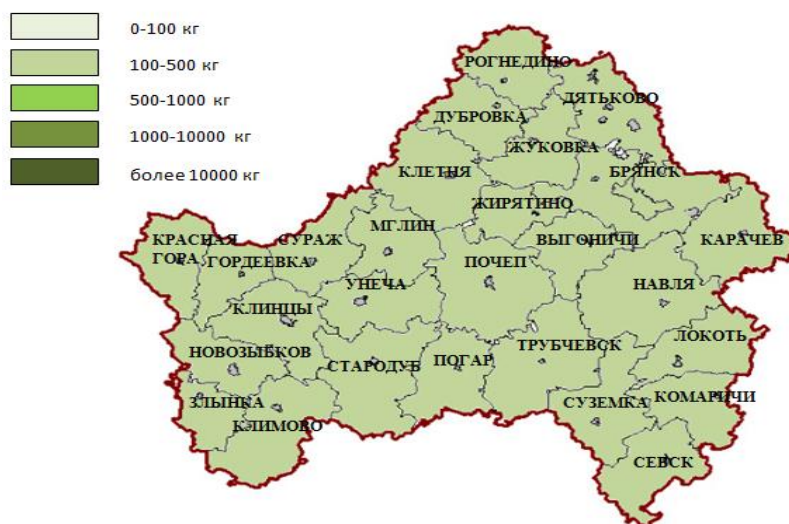 0-100 кг
100-500 кг
500-1000 кг
1000-10000 кг
более 10000 кг
РОГНЕДИНО
ДЯТЬКОВО
ДУБРОВКА
ЖУКОВКА
КЛЕТНЯ
БРЯНСК
ЖИРЯТИНО
МГЛИН
ВЫГОНИЧИ
КАРАЧЕВ
КРАСНАЯ
ГОРА
СУРАЖ
ГОРДЕЕВКА
ПОЧЕП
УНЕЧА
НАВЛЯ
КЛИНЦЫ
ЛОКОТЬ
НОВОЗЫБКОВ
СТАРОДУБ
ПОГАР
ТРУБЧЕВСК
ЗЛЫНКА
СУЗЕМКА
КОМАРИЧИ
КЛИМОВО
СЕВСК